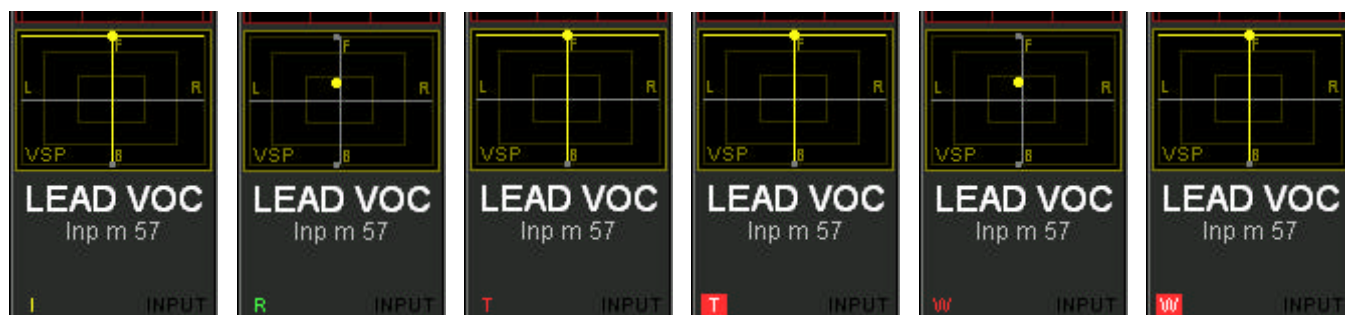 F
L R
VSP B
LEAD VOC
Inp m 57
I INPUT
F
L R
VSP B
LEAD VOC
Inp m 57
R INPUT
F
L R
VSP B
LEAD VOC
Inp m 57
T INPUT
F
L R
VSP B
LEAD VOC
Inp m 57
T INPUT
F
L R
VSP B
LEAD VOC
Inp m 57
W INPUT
F
L R
VSP B
LEAD VOC
Inp m 57
W INPUT